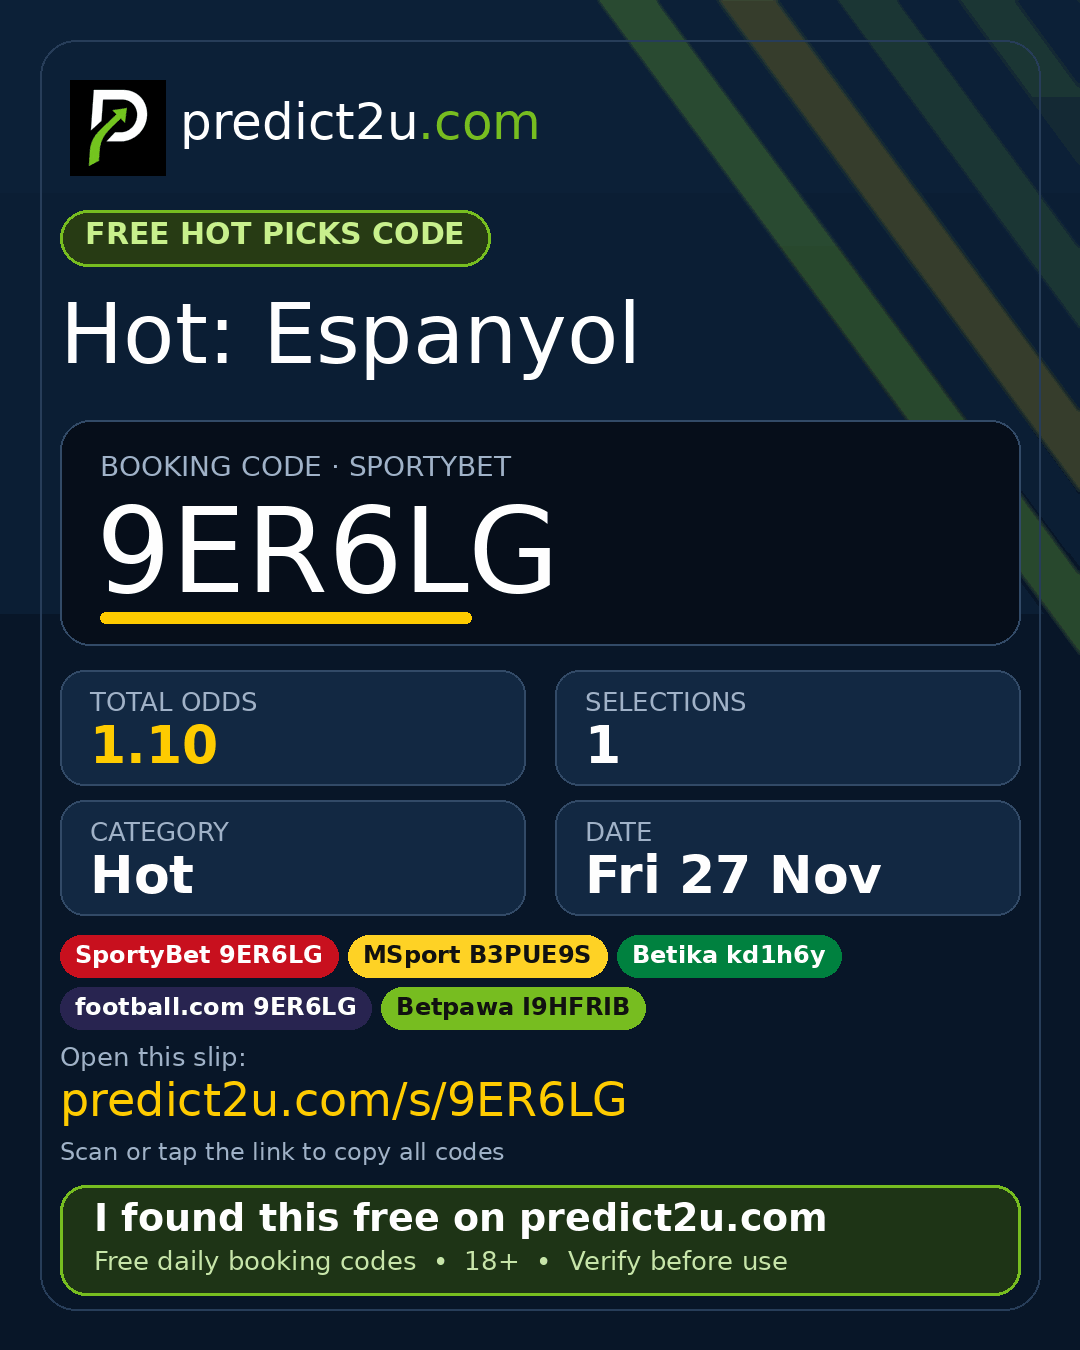 predict2u.com
FREE HOT PICKS CODE
Hot: Espanyol
BOOKING CODE · SPORTYBET
9ER6LG
TOTAL ODDS
1.10
SELECTIONS
1
CATEGORY
Hot
DATE
Fri 27 Nov
SportyBet 9ER6LG
MSport B3PUE9S
Betika kd1h6y
football.com 9ER6LG
Betpawa I9HFRIB
Open this slip:
predict2u.com/s/9ER6LG
Scan or tap the link to copy all codes
I found this free on predict2u.com
Free daily booking codes • 18+ • Verify before use